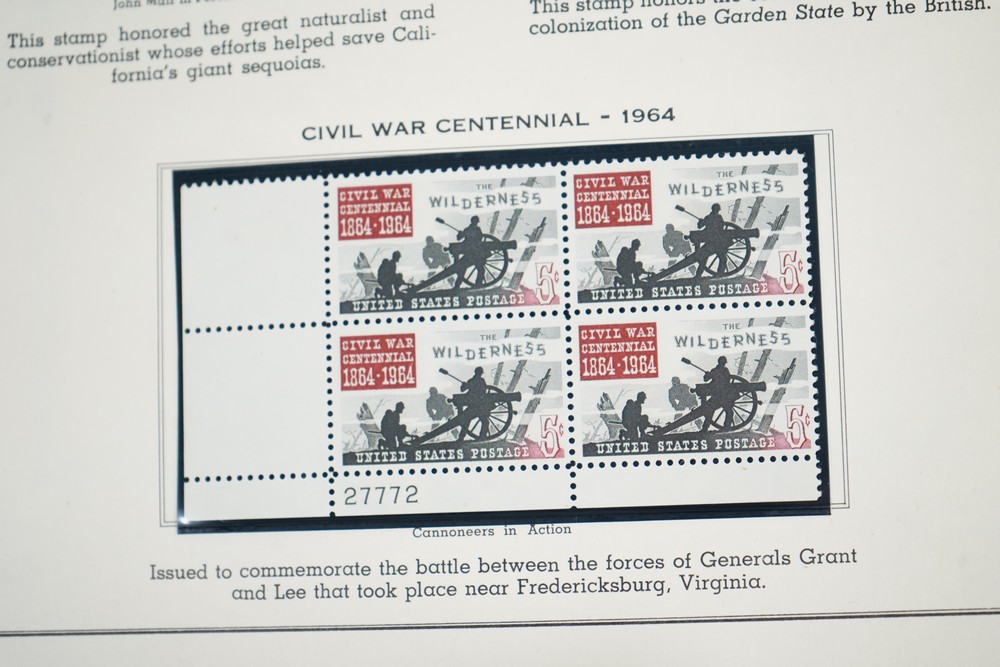 John Muir in
This stamp honored the great naturalist and
conservationist whose efforts helped save Cali-
fornia's giant sequoias.
This stamp honors the
colonization of the Garden State by the British.
CIVIL WAR CENTENNIAL - 1964
CIVIL WAR
CENTENNIAL
1864·1964
THE
WILDERNESS
5¢
UNITED STATES POSTAGE
CIVIL WAR
CENTENNIAL
1864·1964
THE
WILDERNESS
5¢
UNITED STATES POSTAGE
CIVIL WAR
CENTENNIAL
1864·1964
THE
WILDERNESS
5¢
UNITED STATES POSTAGE
CIVIL WAR
CENTENNIAL
1864·1964
THE
WILDERNESS
5¢
UNITED STATES POSTAGE
27772
Cannoneers in Action
Issued to commemorate the battle between the forces of Generals Grant
and Lee that took place near Fredericksburg, Virginia.